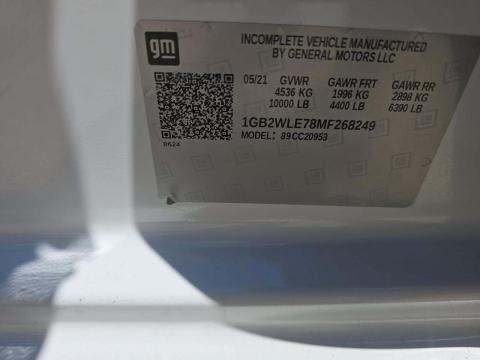 gm
INCOMPLETE VEHICLE MANUFACTURED
BY GENERAL MOTORS LLC
05/21 GVWR GAWR FRT GAWR RR
4536 KG 1996 KG 2898 KG
10000 LB 4400 LB 6390 LB
1GB2WLE78MF268249
MODEL: 89CC20953
8624